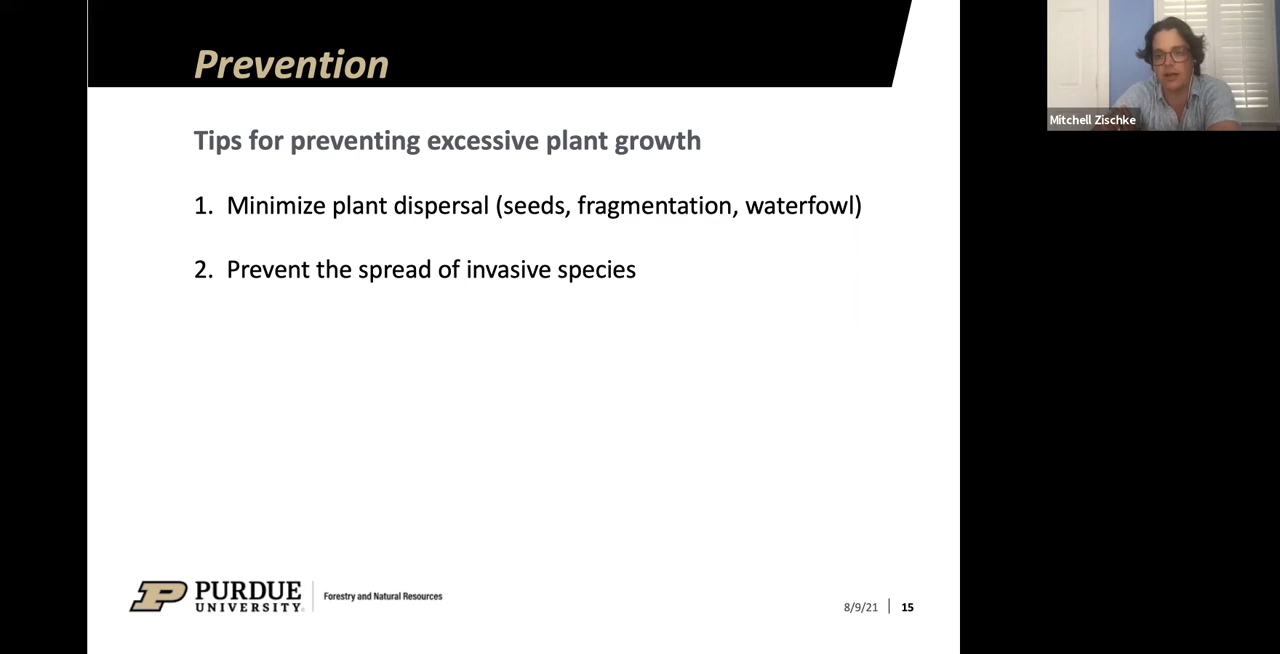 Prevention
Mitchell Zischke
Tips for preventing excessive plant growth
1. Minimize plant dispersal (seeds, fragmentation, waterfowl)
2. Prevent the spread of invasive species
P PURDUE UNIVERSITY
Forestry and Natural Resources
8/9/21 | 15